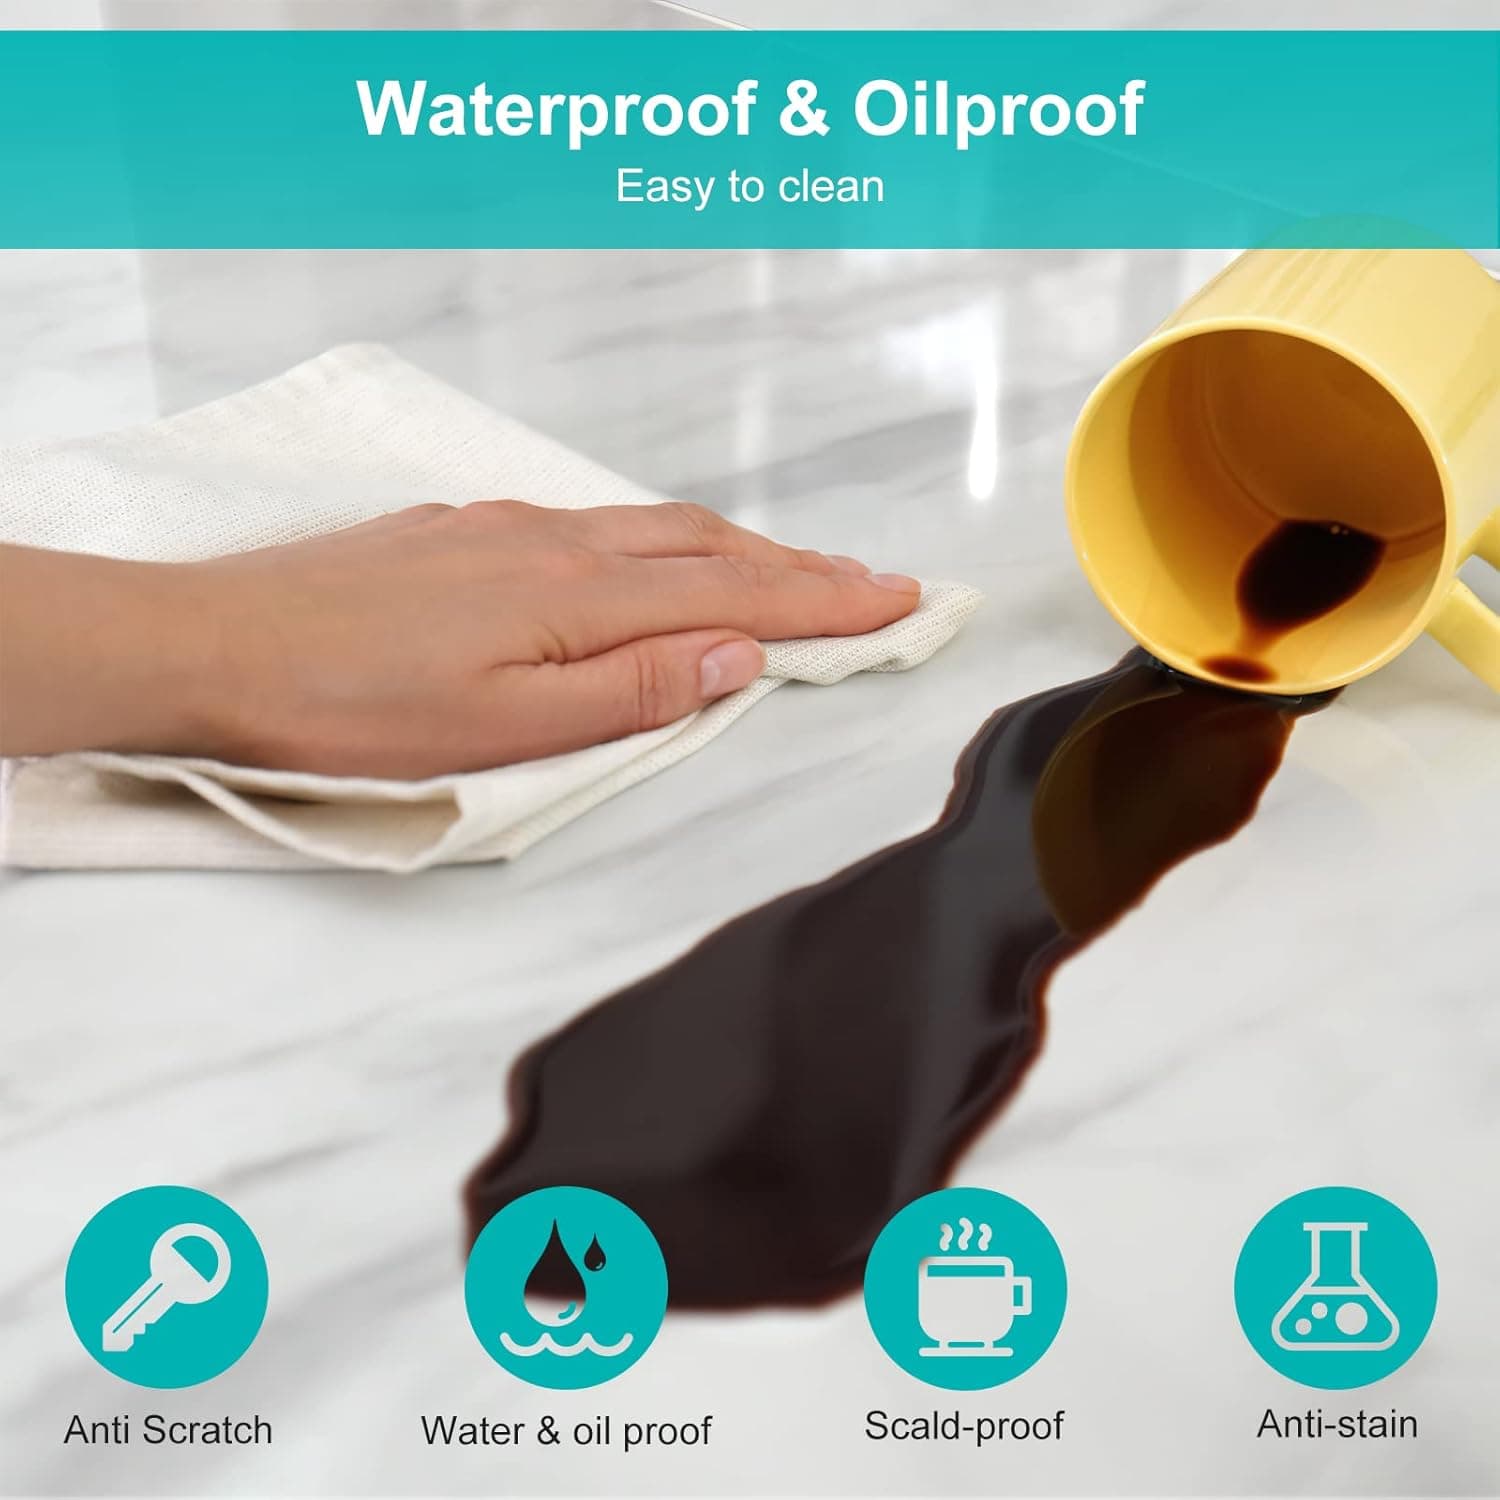 Waterproof & Oilproof
Easy to clean
Anti Scratch
Water & oil proof
Scald-proof
Anti-stain